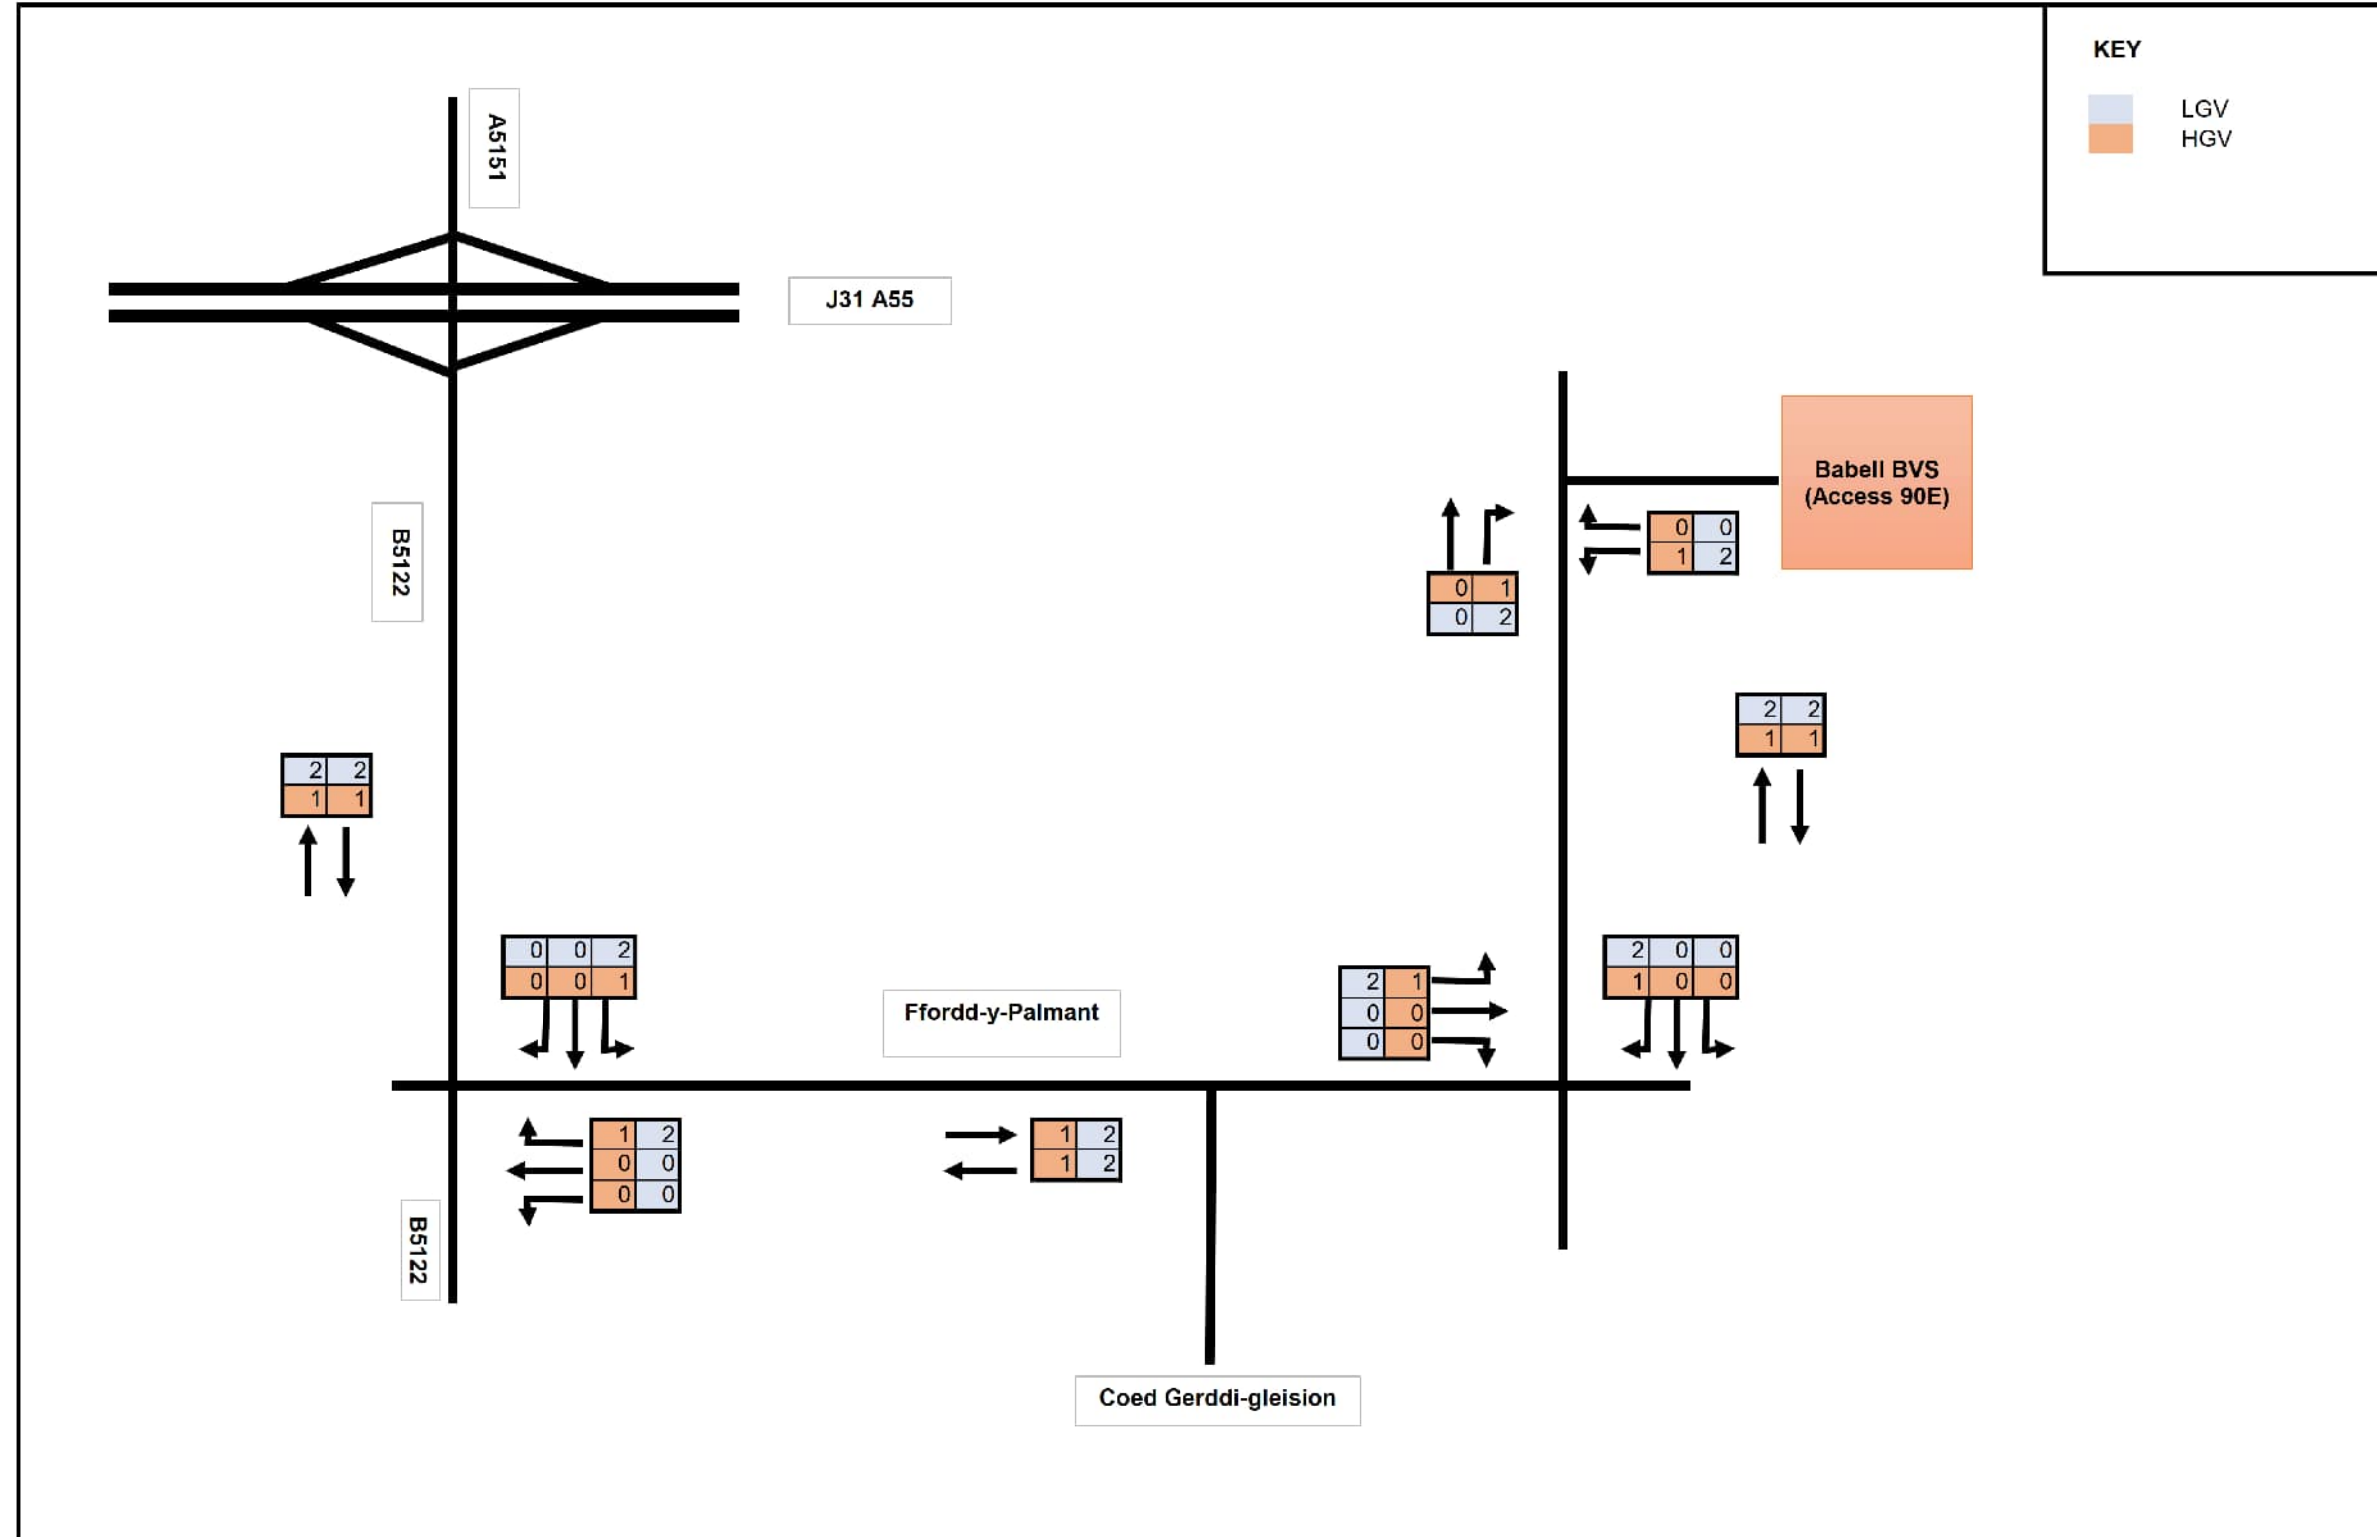 KEY
LGV
HGV
A5151
J31 A55
Babell BVS
(Access 90E)
B5122
0 0
1 2
0 1
0 2
2 2
1 1
2 2
1 1
0 0 2
0 0 1
2 0 0
1 0 0
2 1
0 0
0 0
Ffordd-y-Palmant
1 2
0 0
0 0
1 2
1 2
B5122
Coed Gerddi-gleision